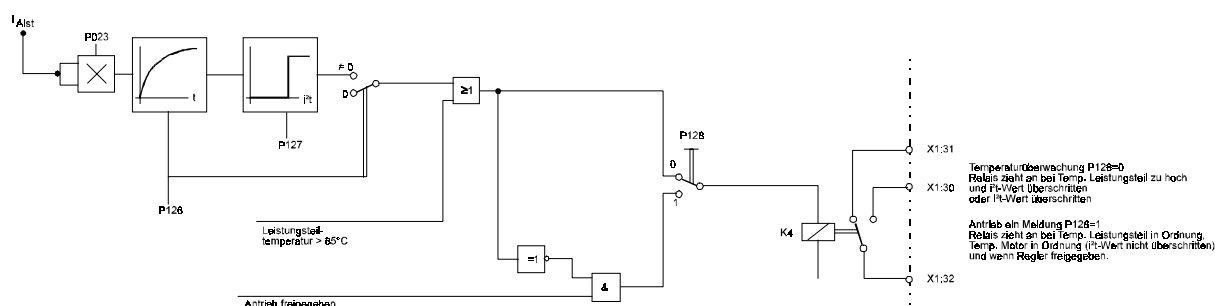 I AIst
P023
t
i²t
≠ 0
0
P127
P126
≥1
Leistungsteil-
temperatur > 85°C
P128
0
1
=1
&
Antrieb freigegeben
K4
X1:31
X1:30
X1:32
Temperaturüberwachung P128=0
Relais zieht an bei Temp. Leistungsteil zu hoch
und i²t-Wert überschritten
oder i²t-Wert überschritten
Antrieb ein Meldung P128=1
Relais zieht an bei Temp. Leistungsteil in Ordnung,
Temp. Motor in Ordnung (i²t-Wert nicht überschritten)
und wenn Regler freigegeben.